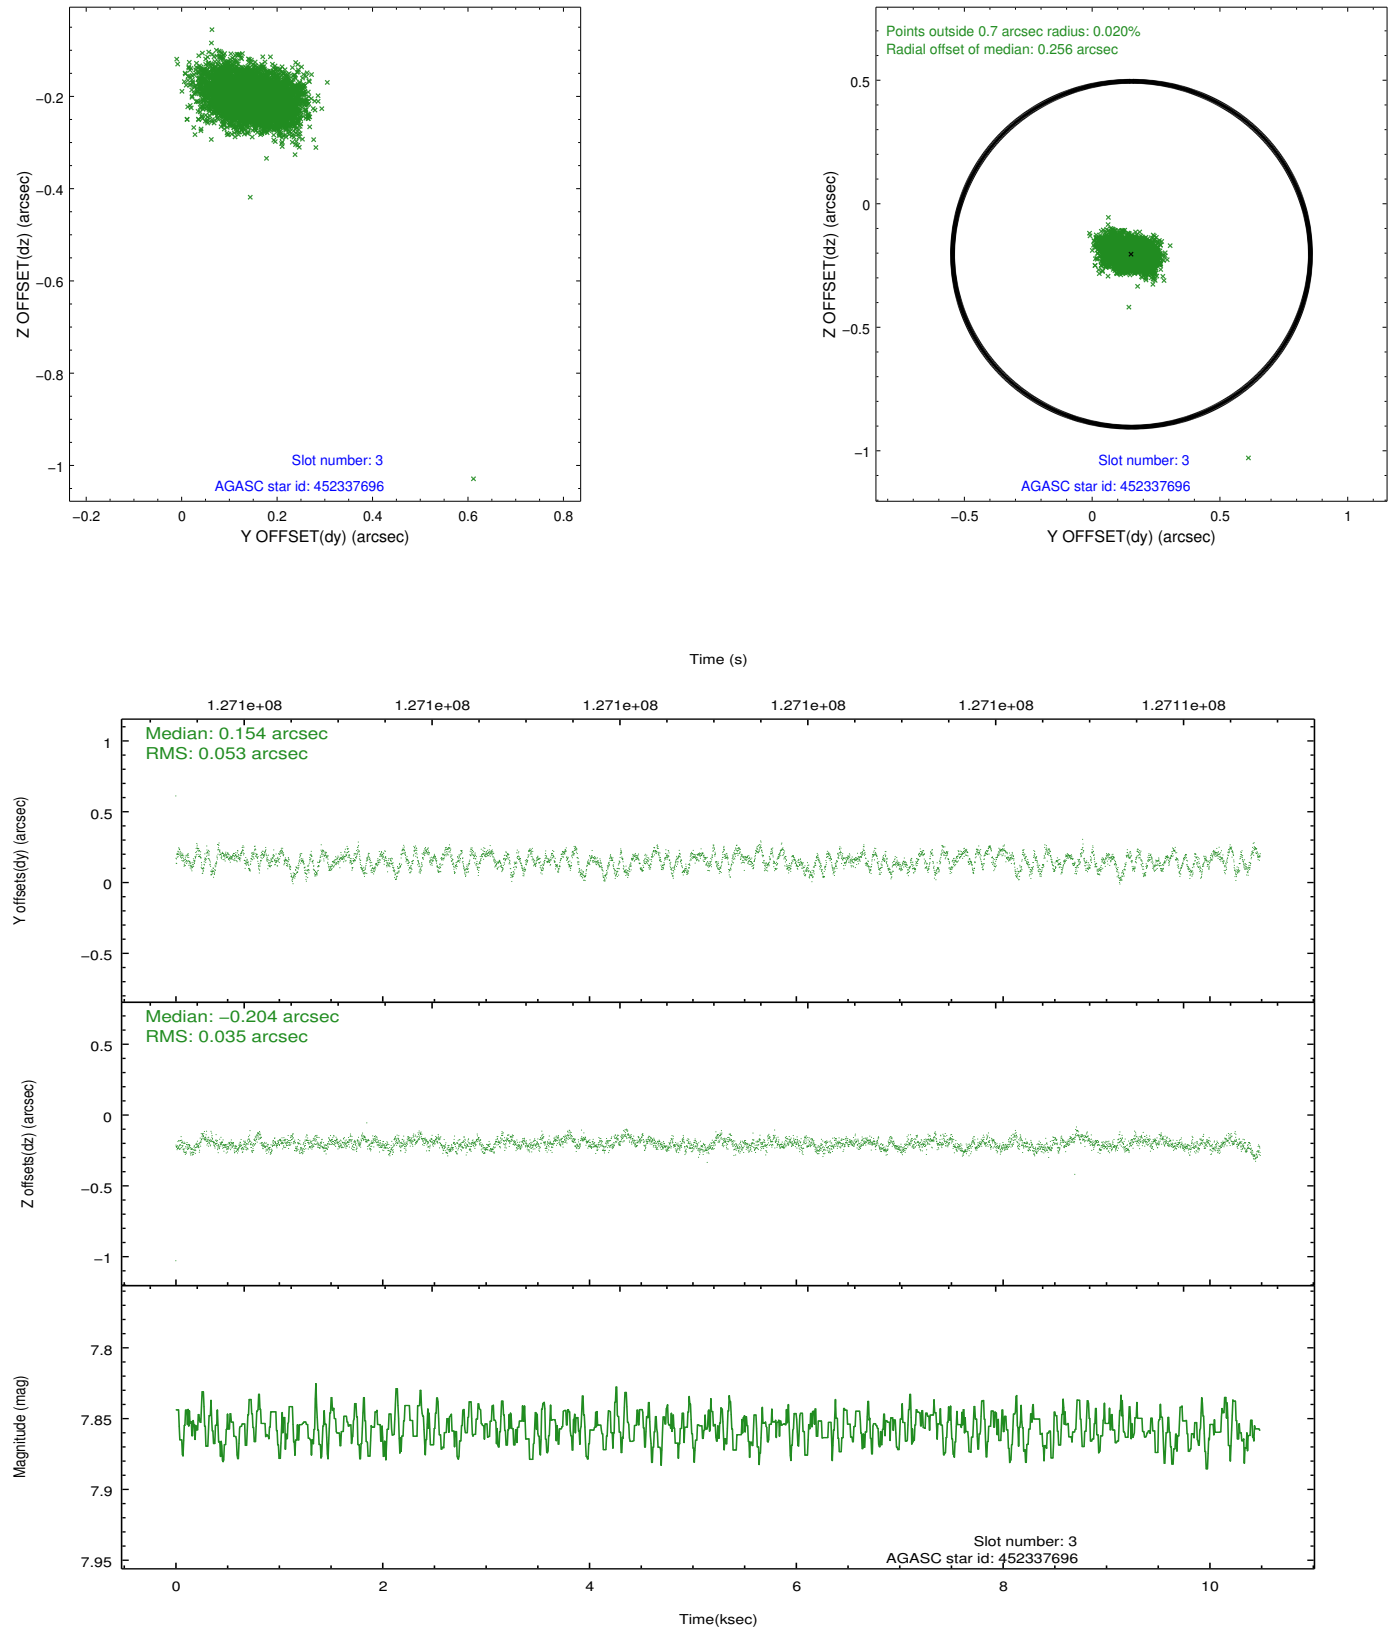 −0.2
−0.4
−0.6
−0.8
−1
Z OFFSET(dz) (arcsec)
Slot number: 3
AGASC star id: 452337696
−0.2 0 0.2 0.4 0.6 0.8
Y OFFSET(dy) (arcsec)
Points outside 0.7 arcsec radius: 0.020%
Radial offset of median: 0.256 arcsec
0.5
0
−0.5
−1
Z OFFSET(dz) (arcsec)
Slot number: 3
AGASC star id: 452337696
−0.5 0 0.5 1
Y OFFSET(dy) (arcsec)
Time (s)
1.271e+08 1.271e+08 1.271e+08 1.271e+08 1.271e+08 1.2711e+08
Median: 0.154 arcsec
RMS: 0.053 arcsec
1
0.5
0
−0.5
Y offsets(dy) (arcsec)
Median: −0.204 arcsec
RMS: 0.035 arcsec
0.5
0
−0.5
−1
Z offsets(dz) (arcsec)
7.8
7.85
7.9
7.95
Magnitude (mag)
Slot number: 3
AGASC star id: 452337696
0 2 4 6 8 10
Time(ksec)